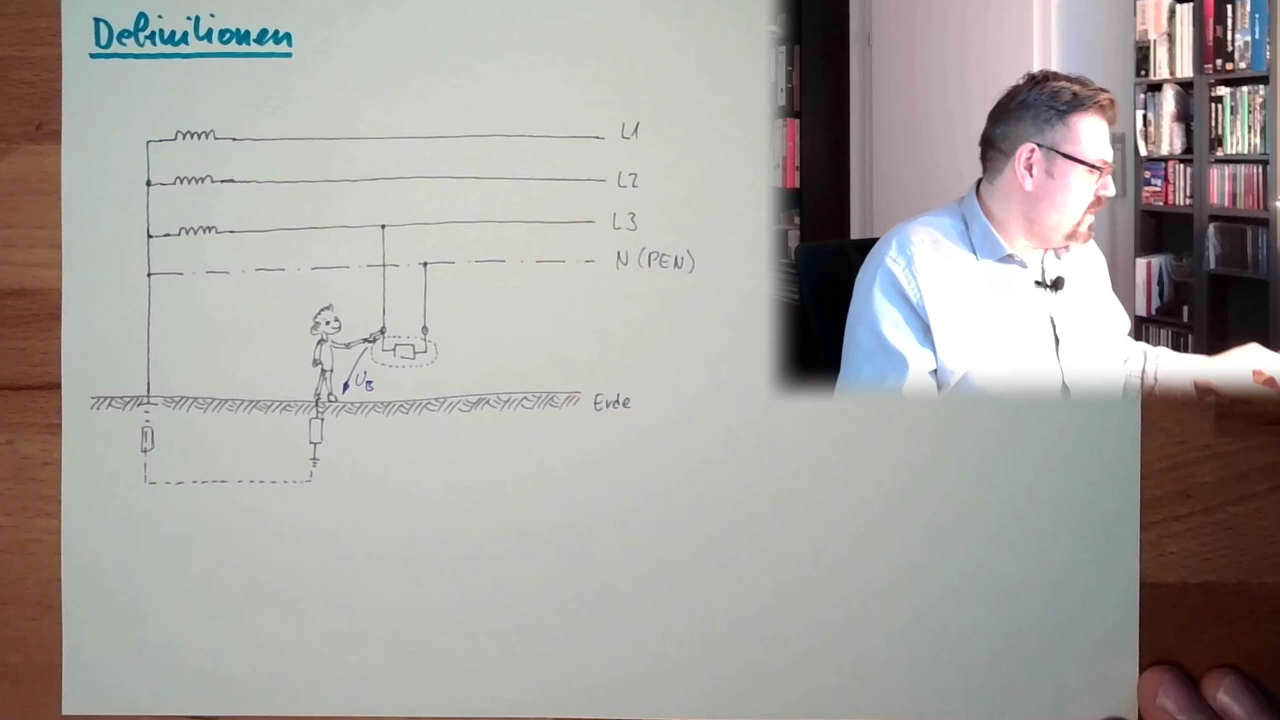 Definitionen
L1
L2
L3
N (PEN)
U_B
Erde